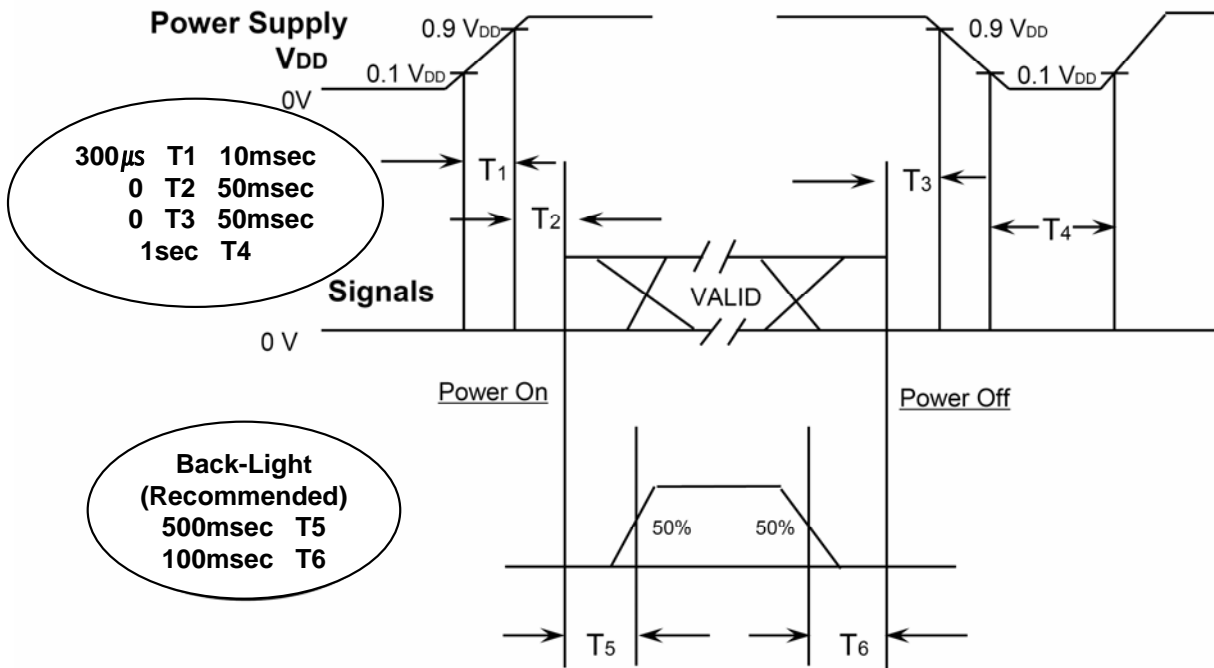 Power Supply
VDD
0.9 VDD
0.1 VDD
0V
0.9 VDD
0.1 VDD
300µs T1 10msec
0 T2 50msec
0 T3 50msec
1sec T4
T1
T2
T3
T4
Signals
VALID
0 V
Power On
Power Off
Back-Light
(Recommended)
500msec T5
100msec T6
50%
50%
T5
T6